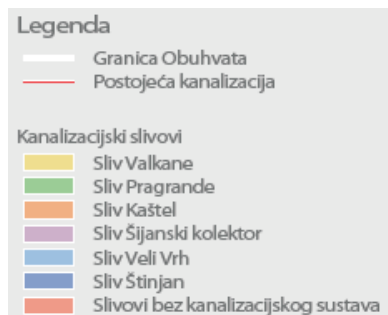 Legenda
Granica Obuhvata
Postojeća kanalizacija
Kanalizacijski slivovi
Sliv Valkane
Sliv Pragrande
Sliv Kaštel
Sliv Šijanski kolektor
Sliv Veli Vrh
Sliv Štinjan
Slivovi bez kanalizacijskog sustava